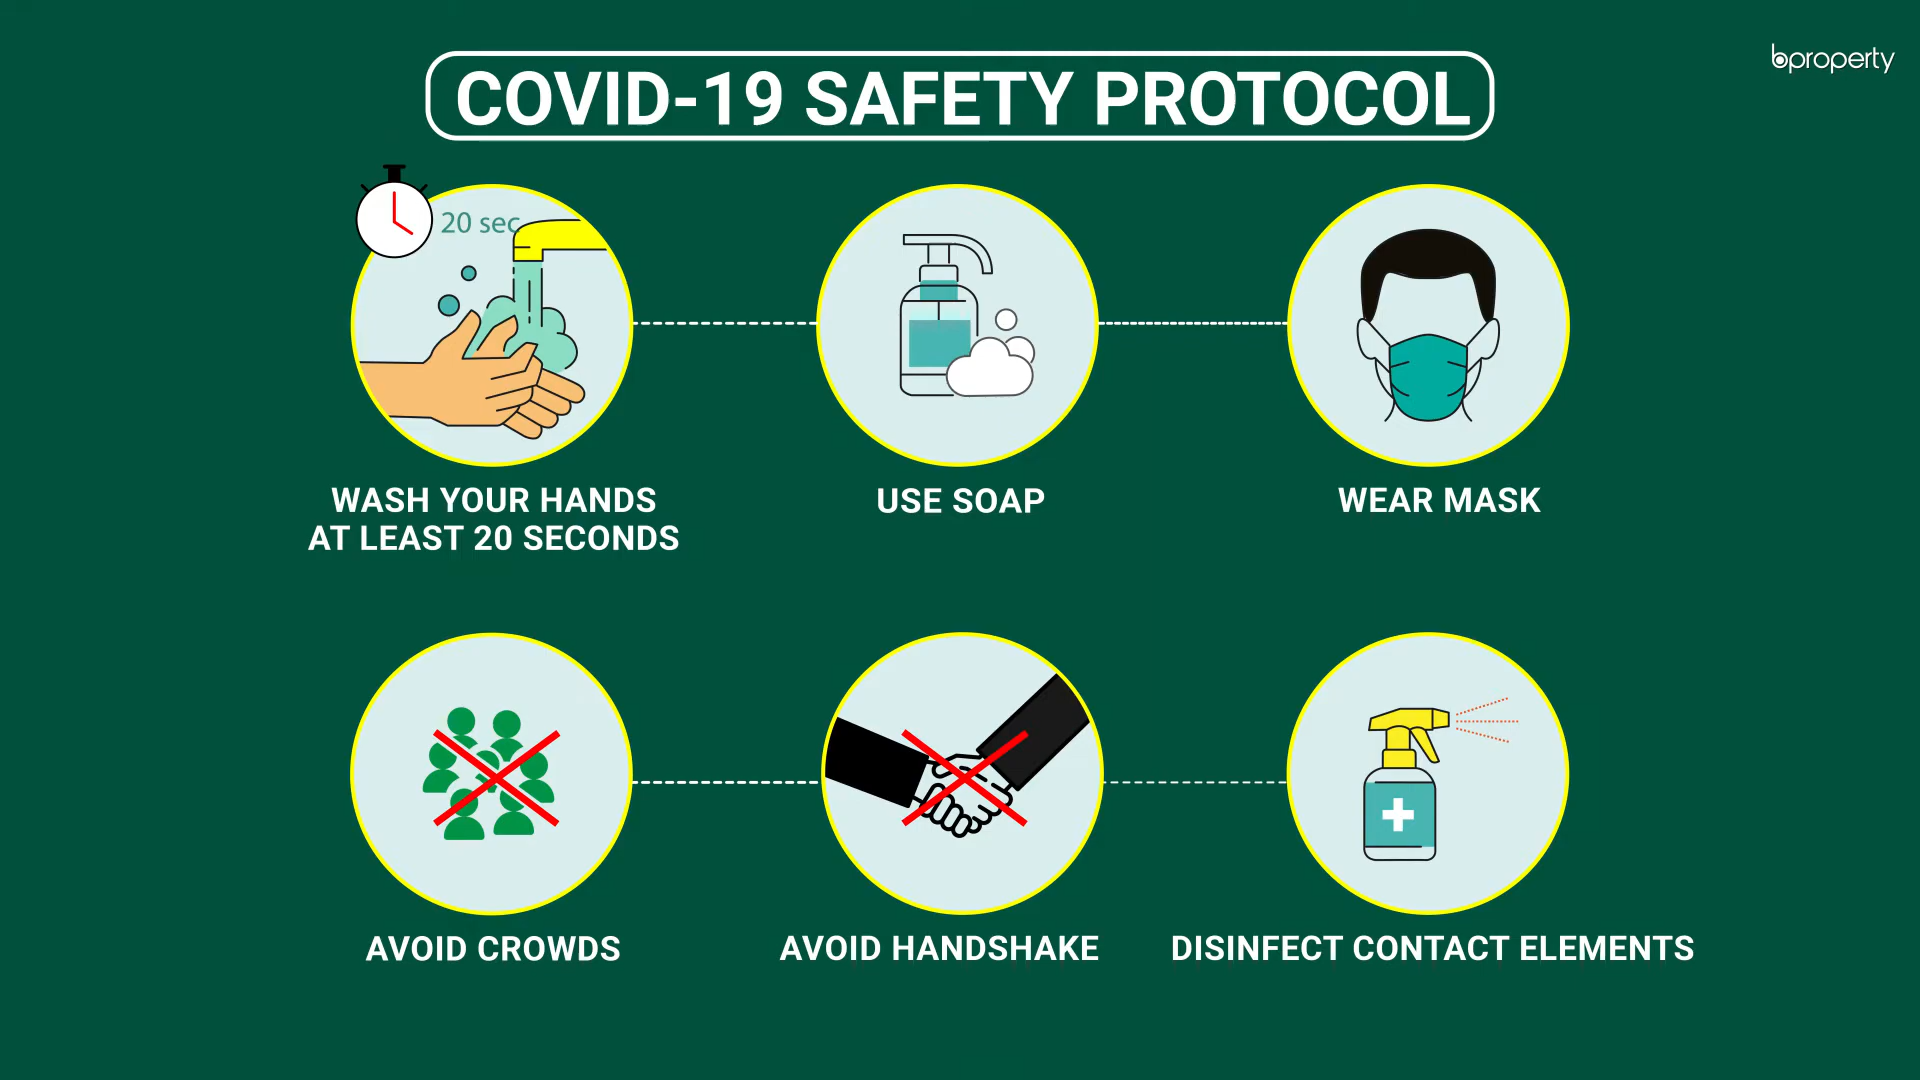 bproperty
COVID-19 SAFETY PROTOCOL
20 sec
WASH YOUR HANDS
AT LEAST 20 SECONDS
USE SOAP
WEAR MASK
AVOID CROWDS
AVOID HANDSHAKE
DISINFECT CONTACT ELEMENTS